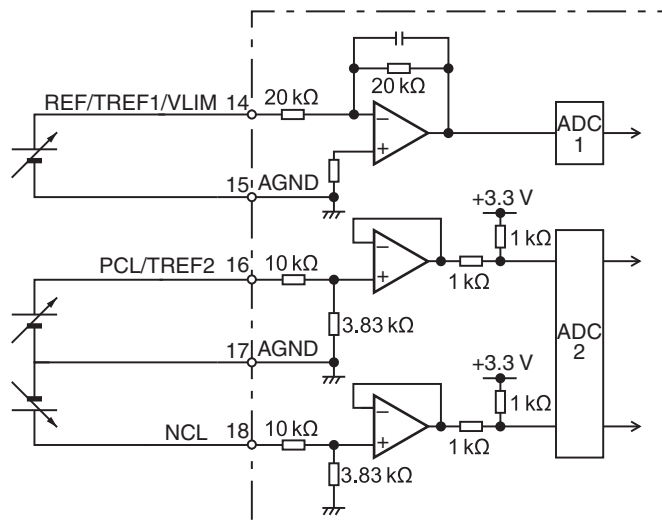 20 kΩ
REF/TREF1/VLIM 14 20 kΩ
−
+
ADC 1
15 AGND
+3.3 V
−
1 kΩ
PCL/TREF2 16 10 kΩ
+
1 kΩ
3.83 kΩ
17 AGND
ADC 2
+3.3 V
−
1 kΩ
NCL 18 10 kΩ
+
1 kΩ
3.83 kΩ